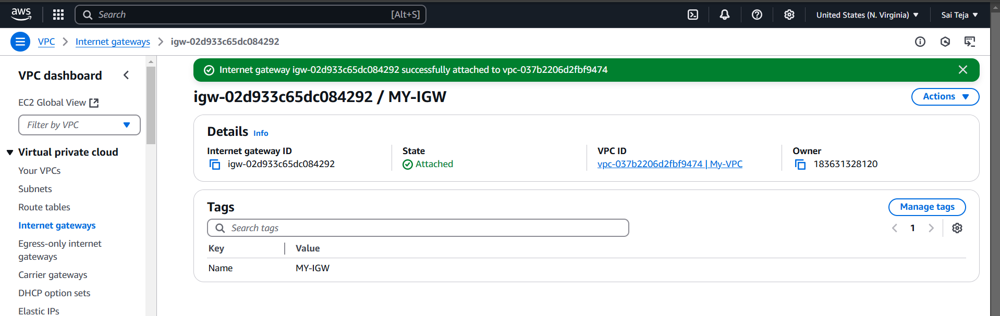 aws
Search [Alt+S]
United States (N. Virginia)
Sai Teja
VPC
Internet gateways
igw-02d933c65dc084292
VPC dashboard
EC2 Global View
Filter by VPC
Virtual private cloud
Your VPCs
Subnets
Route tables
Internet gateways
Egress-only internet
gateways
Carrier gateways
DHCP option sets
Elastic IPs
Internet gateway igw-02d933c65dc084292 successfully attached to vpc-037b2206d2fbf9474
igw-02d933c65dc084292 / MY-IGW
Actions
Details Info
Internet gateway ID
igw-02d933c65dc084292
State
Attached
VPC ID
vpc-037b2206d2fbf9474 | My-VPC
Owner
183631328120
Tags
Manage tags
Search tags
1
Key Value
Name MY-IGW